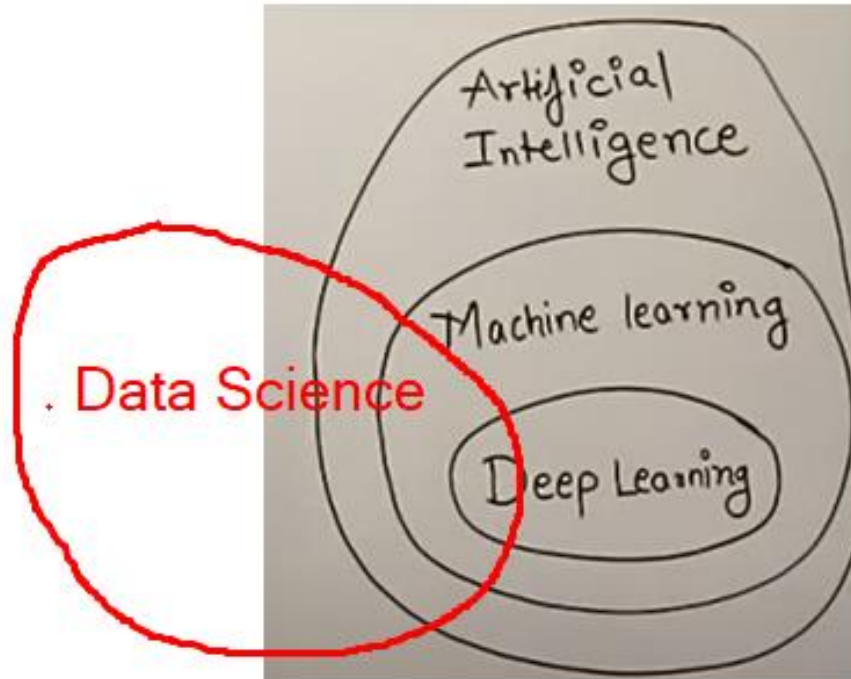 Artificial
Intelligence
Machine learning
Data Science
Deep Learning